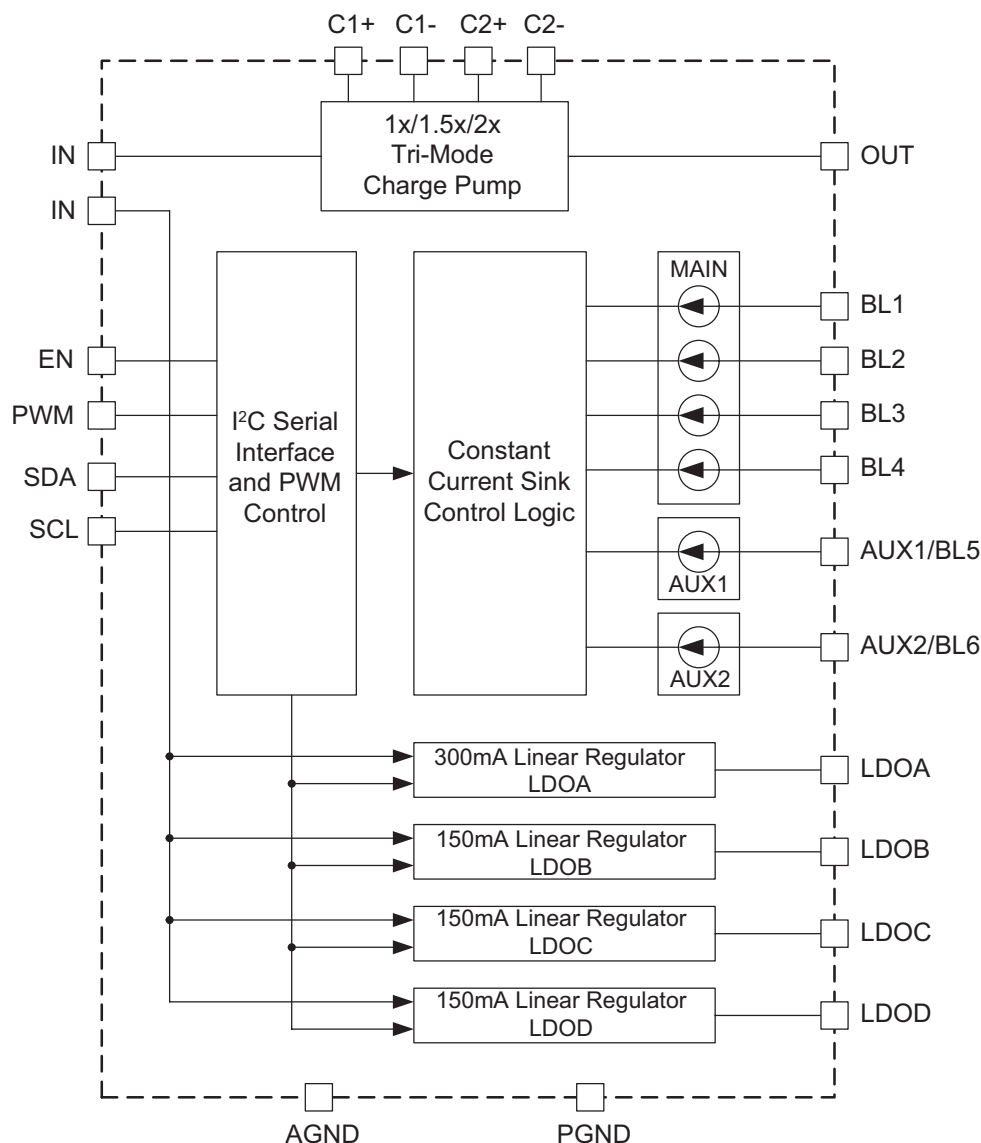 C1+ C1- C2+ C2-
1x/1.5x/2x
Tri-Mode
Charge Pump
IN
OUT
IN
MAIN
BL1
EN
BL2
PWM
BL3
I²C Serial
Interface
and PWM
Control
Constant
Current Sink
Control Logic
SDA
BL4
SCL
AUX1/BL5
AUX1
AUX2/BL6
AUX2
300mA Linear Regulator
LDOA
LDOA
150mA Linear Regulator
LDOB
LDOB
150mA Linear Regulator
LDOC
LDOC
150mA Linear Regulator
LDOD
LDOD
AGND
PGND